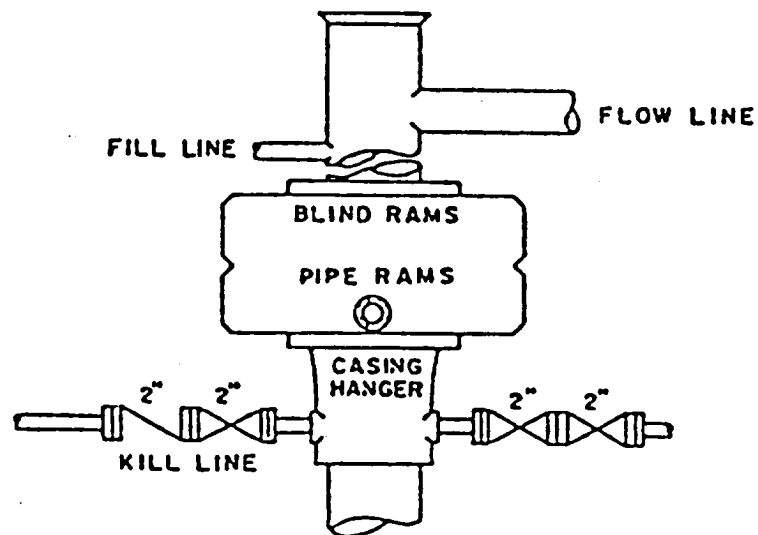 FLOW LINE
FILL LINE
BLIND RAMS
PIPE RAMS
CASING
HANGER
2" 2"
2" 2"
KILL LINE